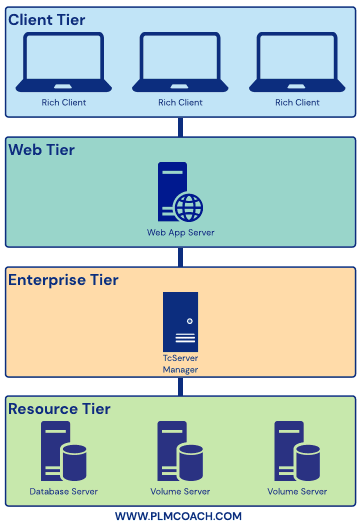 Client Tier
Rich Client
Rich Client
Rich Client
Web Tier
Web App Server
Enterprise Tier
TcServer
Manager
Resource Tier
Database Server
Volume Server
Volume Server
WWW.PLMCOACH.COM